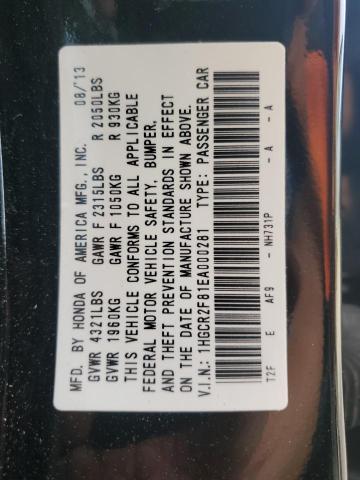 MFD. BY HONDA OF AMERICA MFG., INC. 08/'13
GVWR 4321LBS GAWR F 2315LBS R 2050LBS
GVWR 1960KG GAWR F 1050KG R 930KG
THIS VEHICLE CONFORMS TO ALL APPLICABLE
FEDERAL MOTOR VEHICLE SAFETY, BUMPER,
AND THEFT PREVENTION STANDARDS IN EFFECT
ON THE DATE OF MANUFACTURE SHOWN ABOVE.
V.I.N.: 1HGCR2F81EA000281 TYPE: PASSENGER CAR
T2F E AF9 - NH731P - A - A